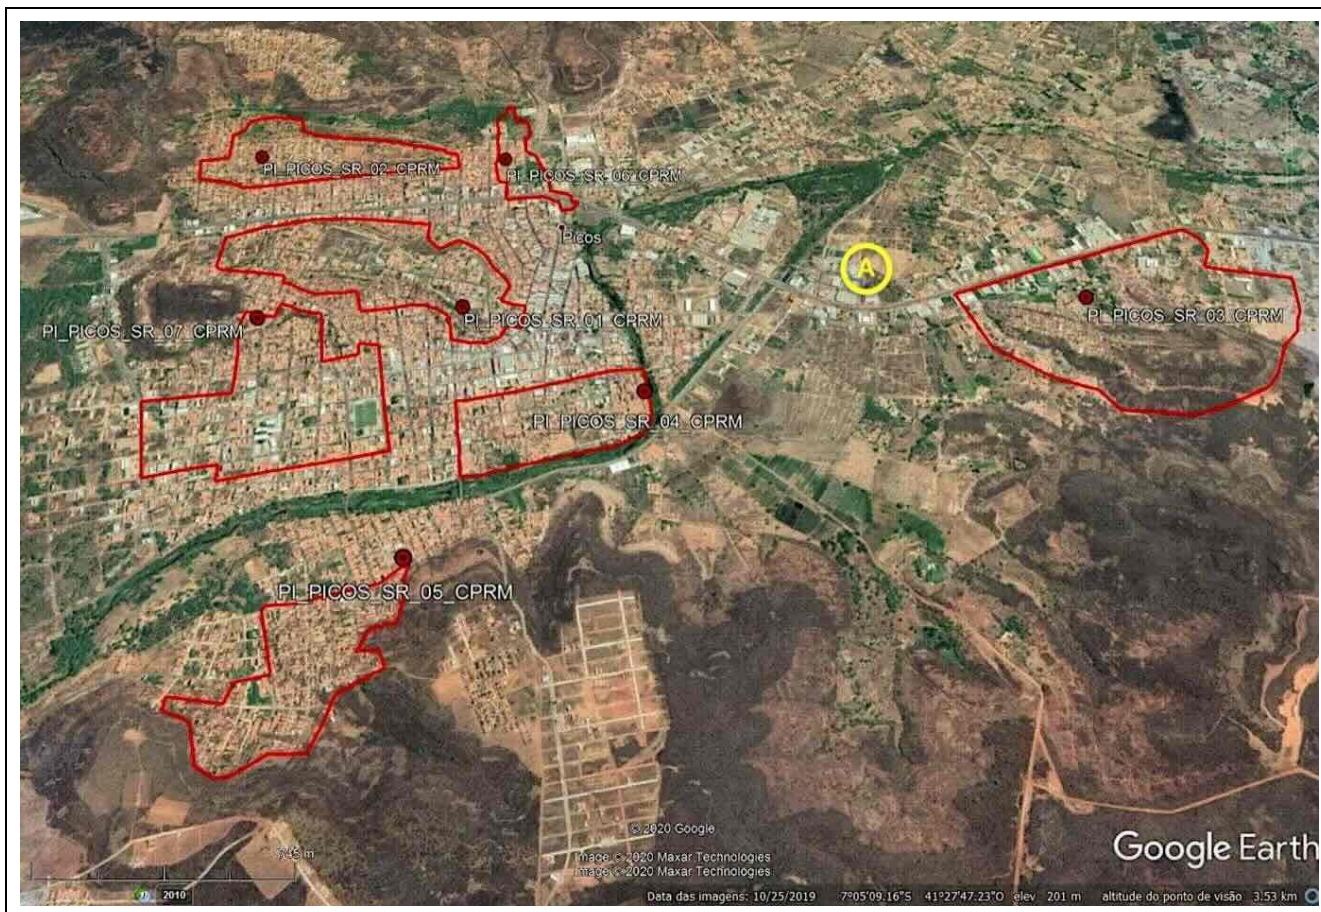 PI_PICOS_SR_02_CPRM
PI_PICOS_SR_06_CPRM
Picos
A
PI_PICOS_SR_07_CPRM
PI_PICOS_SR_01_CPRM
PI_PICOS_SR_03_CPRM
PI_PICOS_SR_04_CPRM
PI_PICOS_SR_05_CPRM
© 2020 Google
Image © 2020 Maxar Technologies
Image © 2020 Maxar Technologies
Google Earth
2010
Data das imagens: 10/25/2019 7°05'09.16"S 41°27'47.23"O elev 201 m altitude do ponto de visão 3.53 km